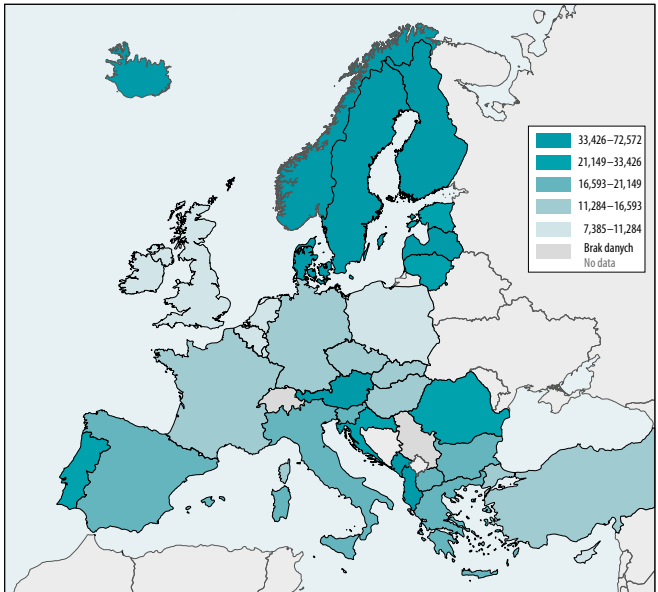 33,426–72,572
21,149–33,426
16,593–21,149
11,284–16,593
7,385–11,284
Brak danych
No data